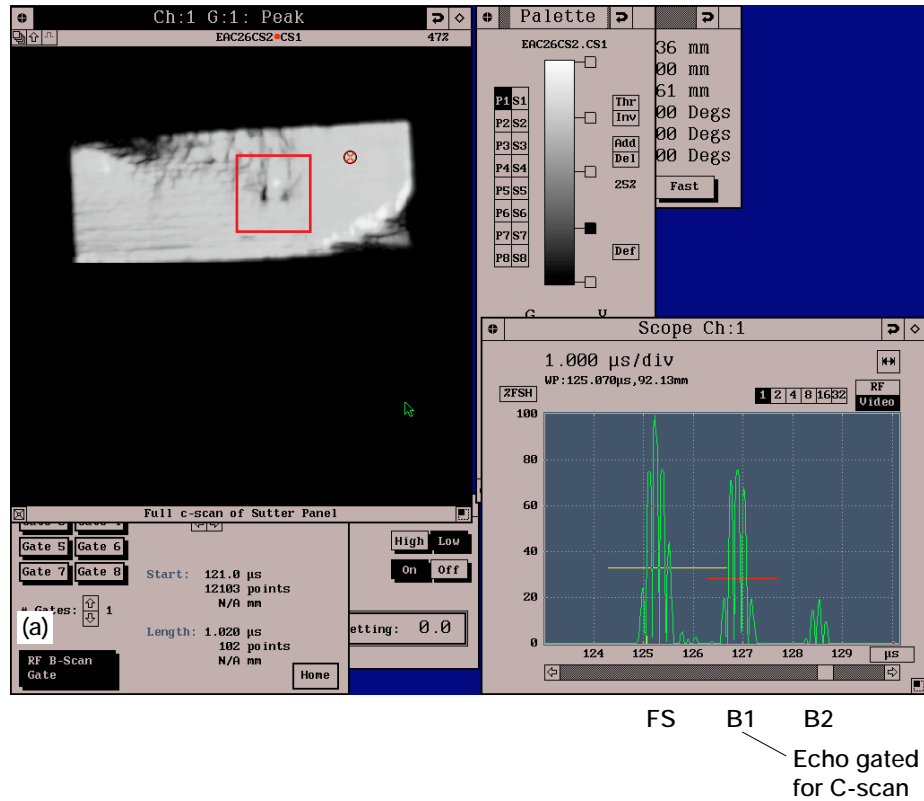 Ch:1 G:1: Peak
EAC26CS2●CS1 47%
Full c-scan of Sutter Panel
Palette
EAC26CS2.CS1
P1 S1
P2 S2
P3 S3
P4 S4
P5 S5
P6 S6
P7 S7
P8 S8
Thr
Inv
Add
Del
25%
Def
36 mm
00 mm
61 mm
00 Degs
00 Degs
00 Degs
Fast
Gate 5 Gate 6
Gate 7 Gate 8
# Gates: 1
(a)
RF B-Scan
Gate
Start: 121.0 µs
12103 points
N/A mm
Length: 1.020 µs
102 points
N/A mm
Home
High Low
On Off
etting: 0.0
Scope Ch:1
1.000 µs/div
WP:125.070µs,92.13mm
%FSH
1 2 4 8 16 32
RF
Video
100
80
60
40
20
0
124 125 126 127 128 129 µs
FS B1 B2
Echo gated
for C-scan